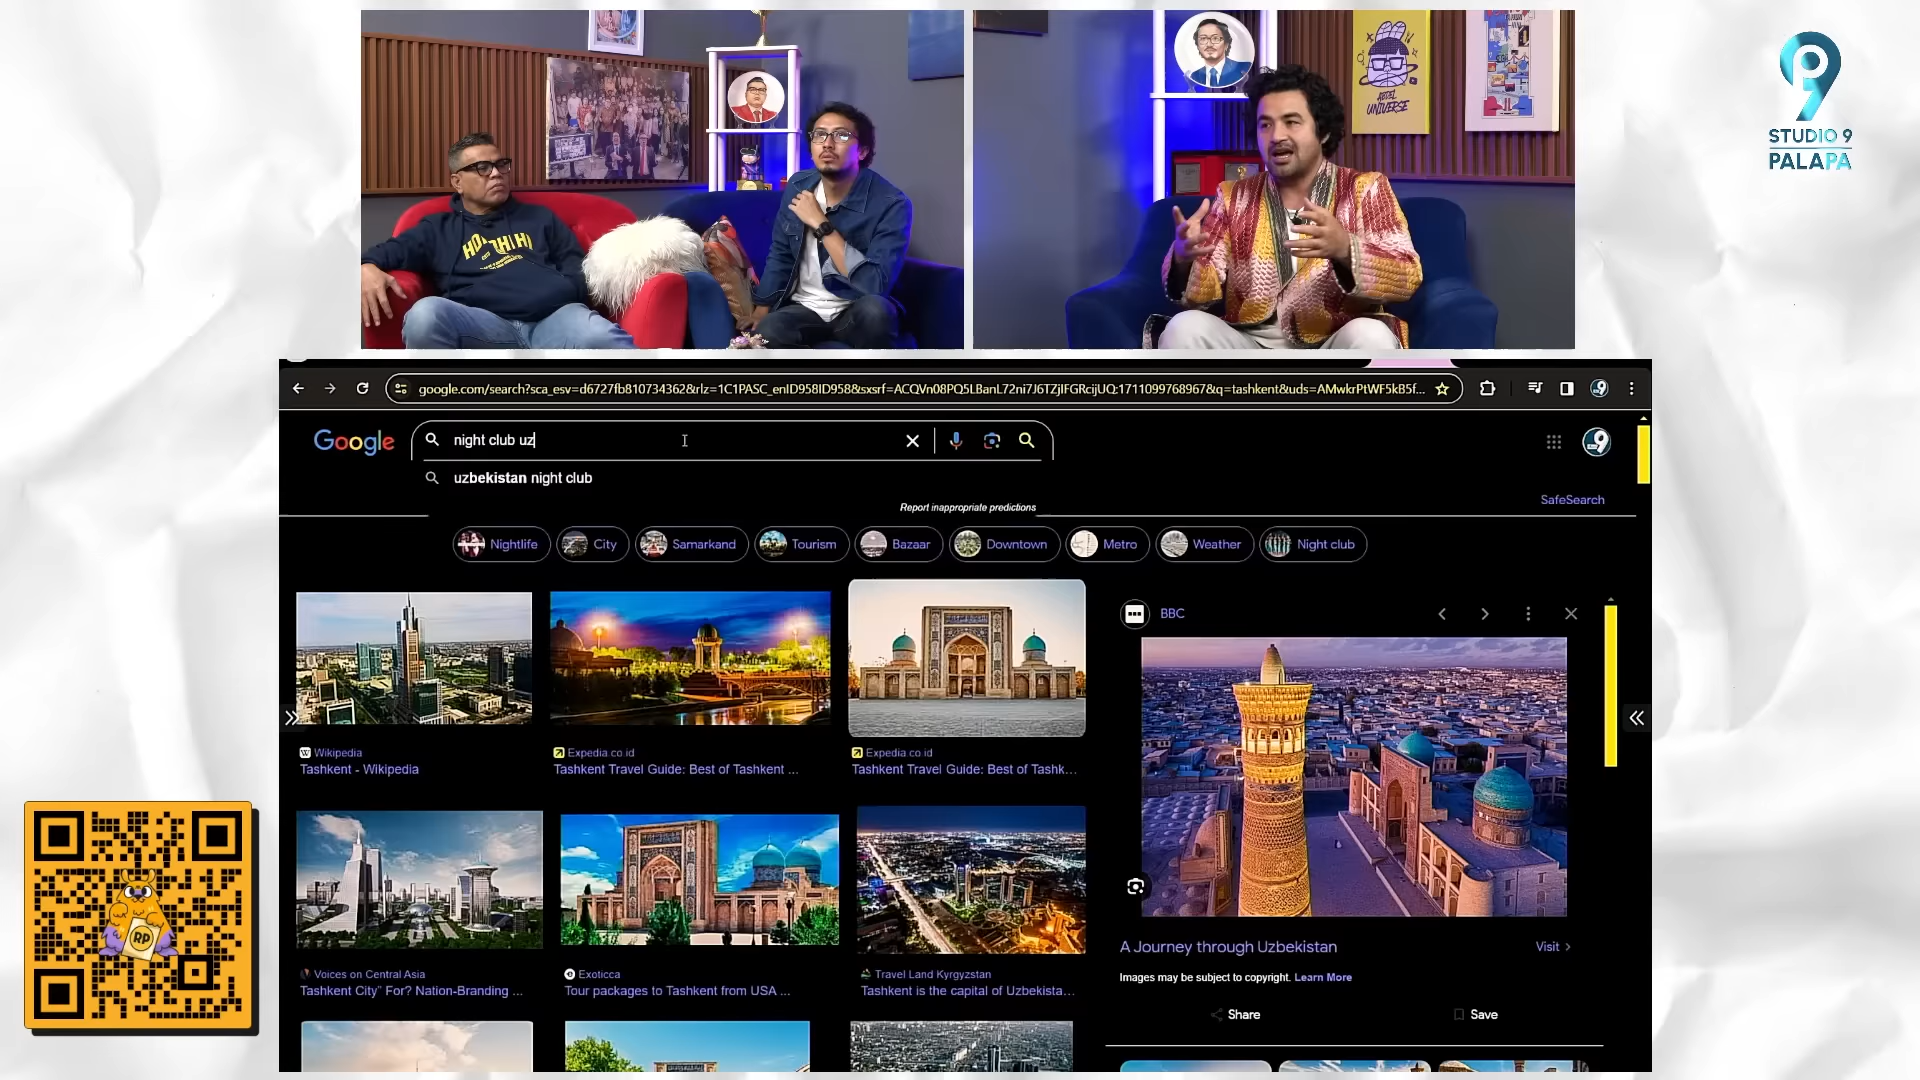 ABDEL
UNIVERSE
STUDIO 9
PALAPA
google.com/search?sca_esv=d6727fb810734362&rlz=1C1PASC_enID958ID958&sxsrf=ACQVn08PQ5LBanL72ni7J6TZjIFGRcijUQ:1711099768967&q=tashkent&uds=AMwkrPtWF5kB5f...
Google
night club uz
uzbekistan night club
Report inappropriate predictions
SafeSearch
Nightlife
City
Samarkand
Tourism
Bazaar
Downtown
Metro
Weather
Night club
Wikipedia
Tashkent - Wikipedia
Expedia.co.id
Tashkent Travel Guide: Best of Tashkent ...
Expedia.co.id
Tashkent Travel Guide: Best of Tashk...
BBC
Voices on Central Asia
Tashkent City" For? Nation-Branding ...
Exoticca
Tour packages to Tashkent from USA ...
Travel Land Kyrgyzstan
Tashkent is the capital of Uzbekista...
A Journey through Uzbekistan
Visit
Images may be subject to copyright. Learn More
Share
Save
RP